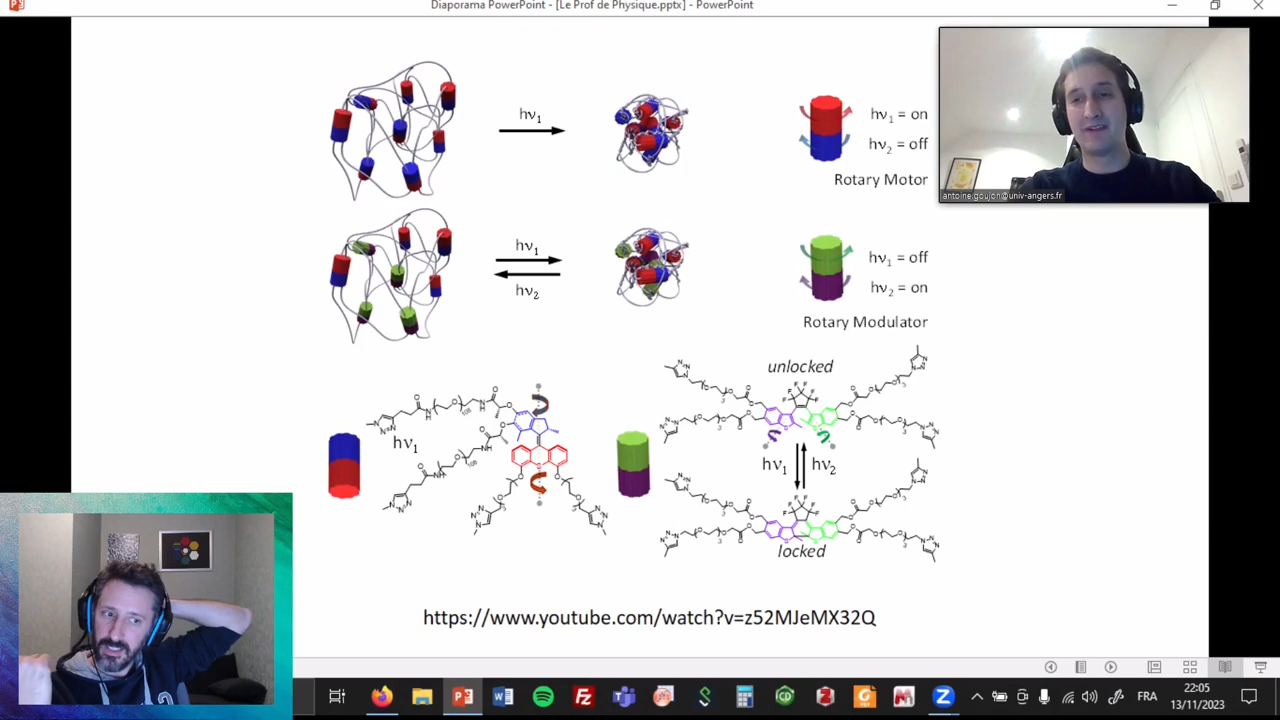 Diaporama PowerPoint - [Le Prof de Physique.pptx] - PowerPoint
hν₁
hν₁ = on
hν₂ = off
Rotary Motor
antoine.goujon@univ-angers.fr
hν₁
hν₂
hν₁ = off
hν₂ = on
Rotary Modulator
unlocked
hν₁
hν₁
hν₂
locked
https://www.youtube.com/watch?v=z52MJeMX32Q
FRA
22:05
13/11/2023